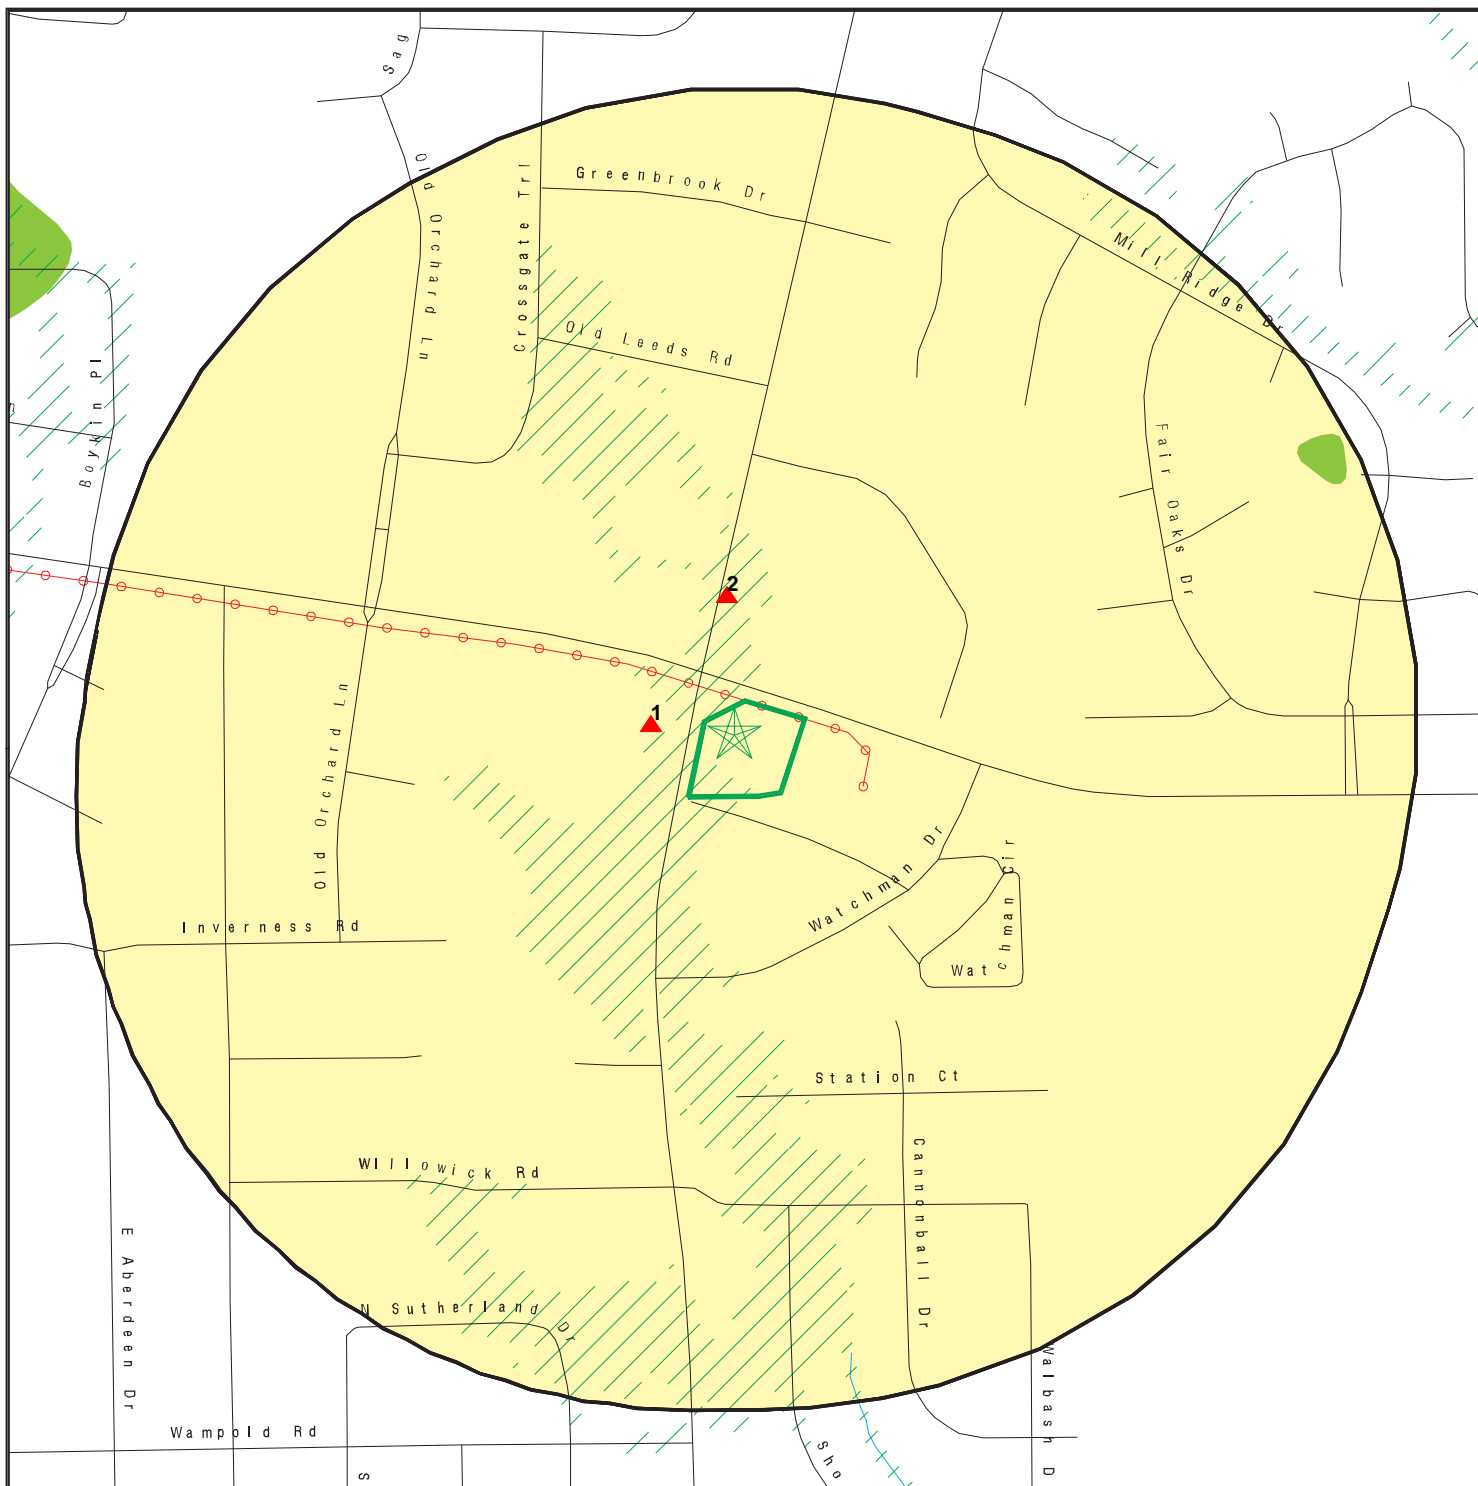 Sag
Old Orchard Ln
Crossgate Trl
Greenbrook Dr
Mill Ridge Dr
Old Leeds Rd
Boykin Pl
Fair Oaks Dr
2
1
Old Orchard Ln
Watchman Dr
Watchman Cir
Inverness Rd
Station Ct
Willowick Rd
Cannonball Dr
E Aberdeen Dr
N Sutherland Dr
Walbash D
Wampold Rd
Sho
S